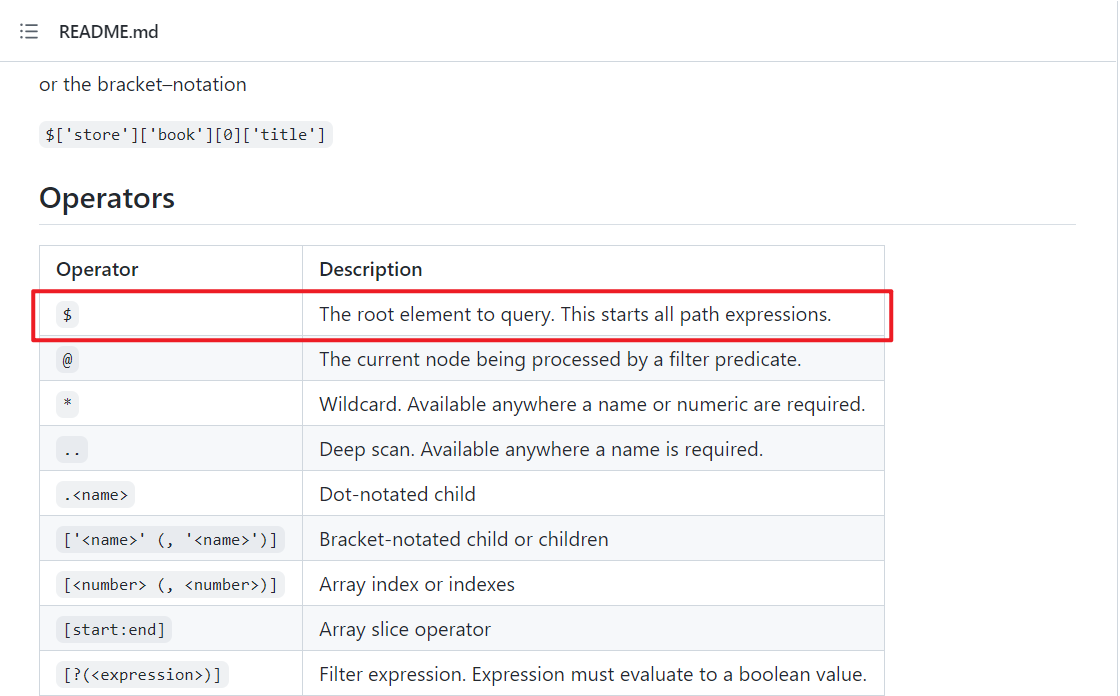 README.md
or the bracket–notation
$['store']['book'][0]['title']
Operators
Operator Description
$ The root element to query. This starts all path expressions.
@ The current node being processed by a filter predicate.
* Wildcard. Available anywhere a name or numeric are required.
.. Deep scan. Available anywhere a name is required.
.<name> Dot-notated child
['<name>' (, '<name>')] Bracket-notated child or children
[<number> (, <number>)] Array index or indexes
[start:end] Array slice operator
[?(<expression>)] Filter expression. Expression must evaluate to a boolean value.